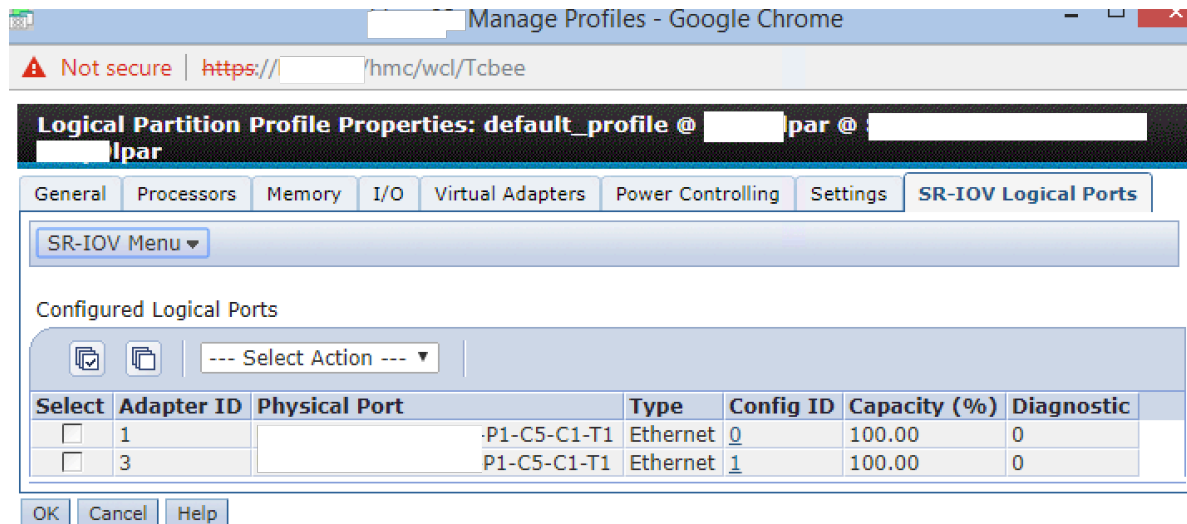 Manage Profiles - Google Chrome
Not secure | https:// /hmc/wcl/Tcbee
Logical Partition Profile Properties: default_profile @ lpar @
lpar
General Processors Memory I/O Virtual Adapters Power Controlling Settings SR-IOV Logical Ports
SR-IOV Menu
Configured Logical Ports
--- Select Action ---
Select Adapter ID Physical Port Type Config ID Capacity (%) Diagnostic
1 -P1-C5-C1-T1 Ethernet 0 100.00 0
3 P1-C5-C1-T1 Ethernet 1 100.00 0
OK Cancel Help